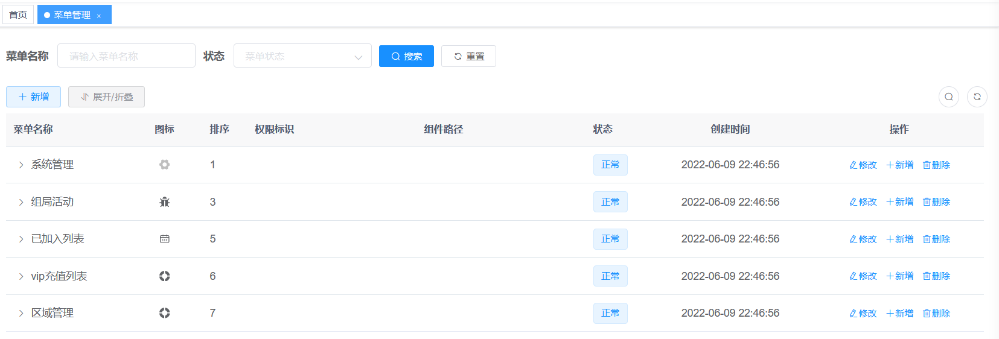 首页 菜单管理 ×
菜单名称 请输入菜单名称 状态 菜单状态 搜索 重置
新增 展开/折叠
菜单名称 图标 排序 权限标识 组件路径 状态 创建时间 操作
系统管理 1 正常 2022-06-09 22:46:56 修改 新增 删除
组局活动 3 正常 2022-06-09 22:46:56 修改 新增 删除
已加入列表 5 正常 2022-06-09 22:46:56 修改 新增 删除
vip充值列表 6 正常 2022-06-09 22:46:56 修改 新增 删除
区域管理 7 正常 2022-06-09 22:46:56 修改 新增 删除